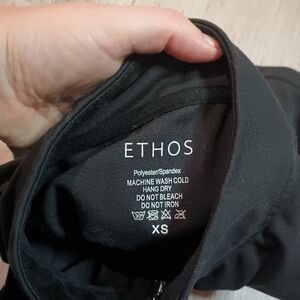 ETHOS
Polyester/Spandex
MACHINE WASH COLD
HANG DRY
DO NOT BLEACH
DO NOT IRON
XS